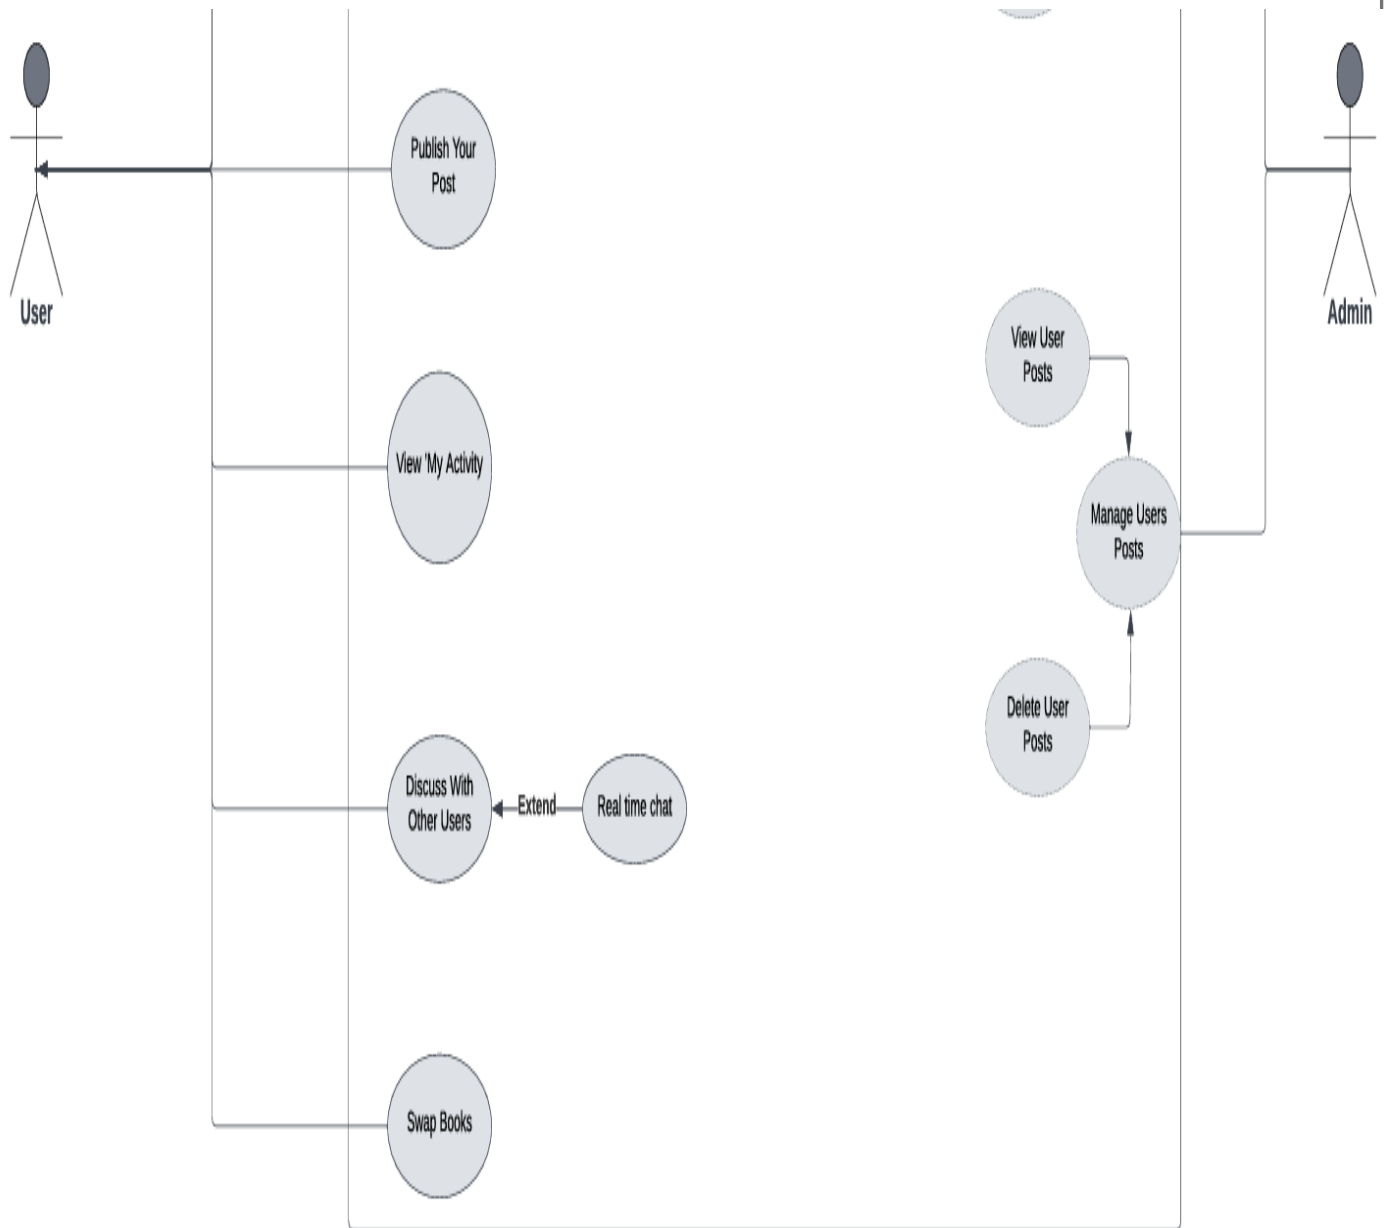 Publish Your
Post
User
Admin
View User
Posts
View 'My Activity
Manage Users
Posts
Delete User
Posts
Discuss With
Other Users
Extend
Real time chat
Swap Books